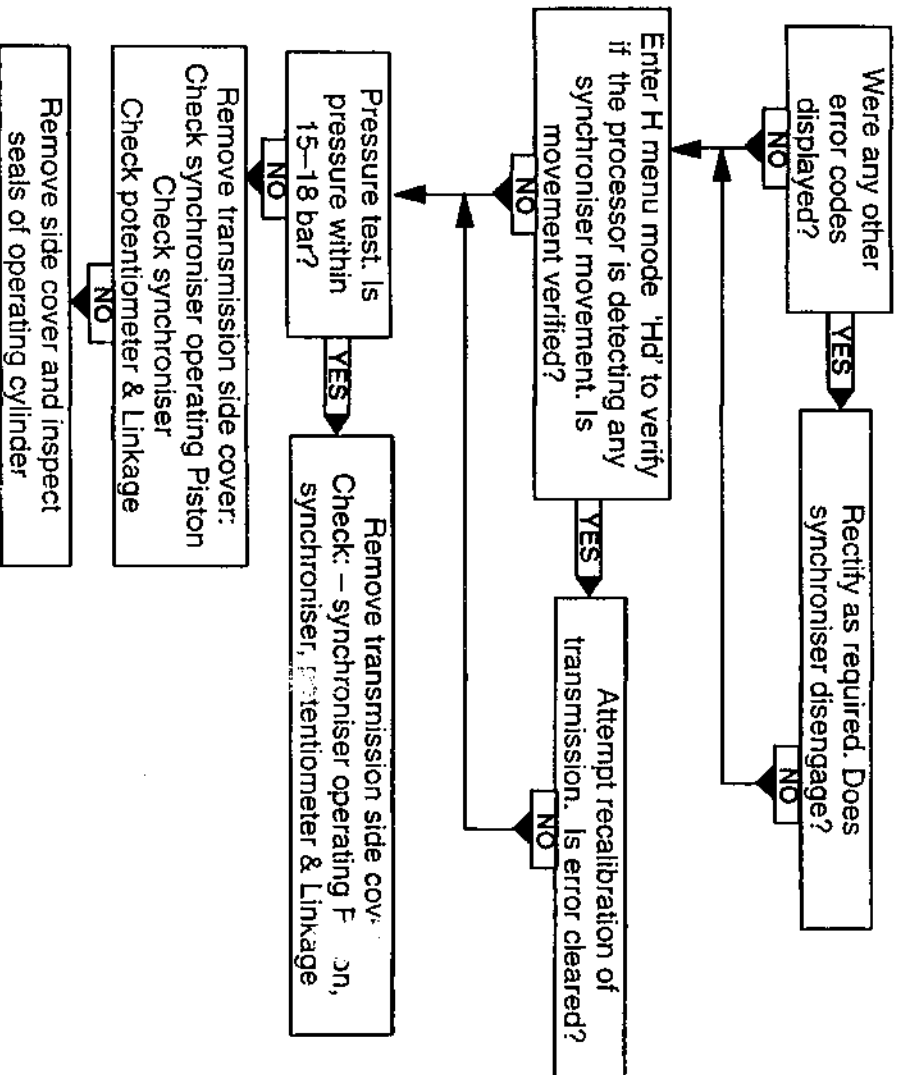 Were any other
error codes
displayed?
YES
Rectify as required. Does
synchroniser disengage?
NO
NO
Enter H menu mode 'Hd' to verify
if the processor is detecting any
synchroniser movement. Is
movement verified?
YES
Attempt recalibration of
transmission. Is error cleared?
NO
NO
Pressure test. Is
pressure within
15–18 bar?
YES
Remove transmission side
Check: – synchroniser operating
synchroniser, & Linkage
NO
Remove transmission side cover:
Check synchroniser operating Piston
Check synchroniser
Check potentiometer & Linkage
NO
Remove side cover and inspect
seals of operating cylinder